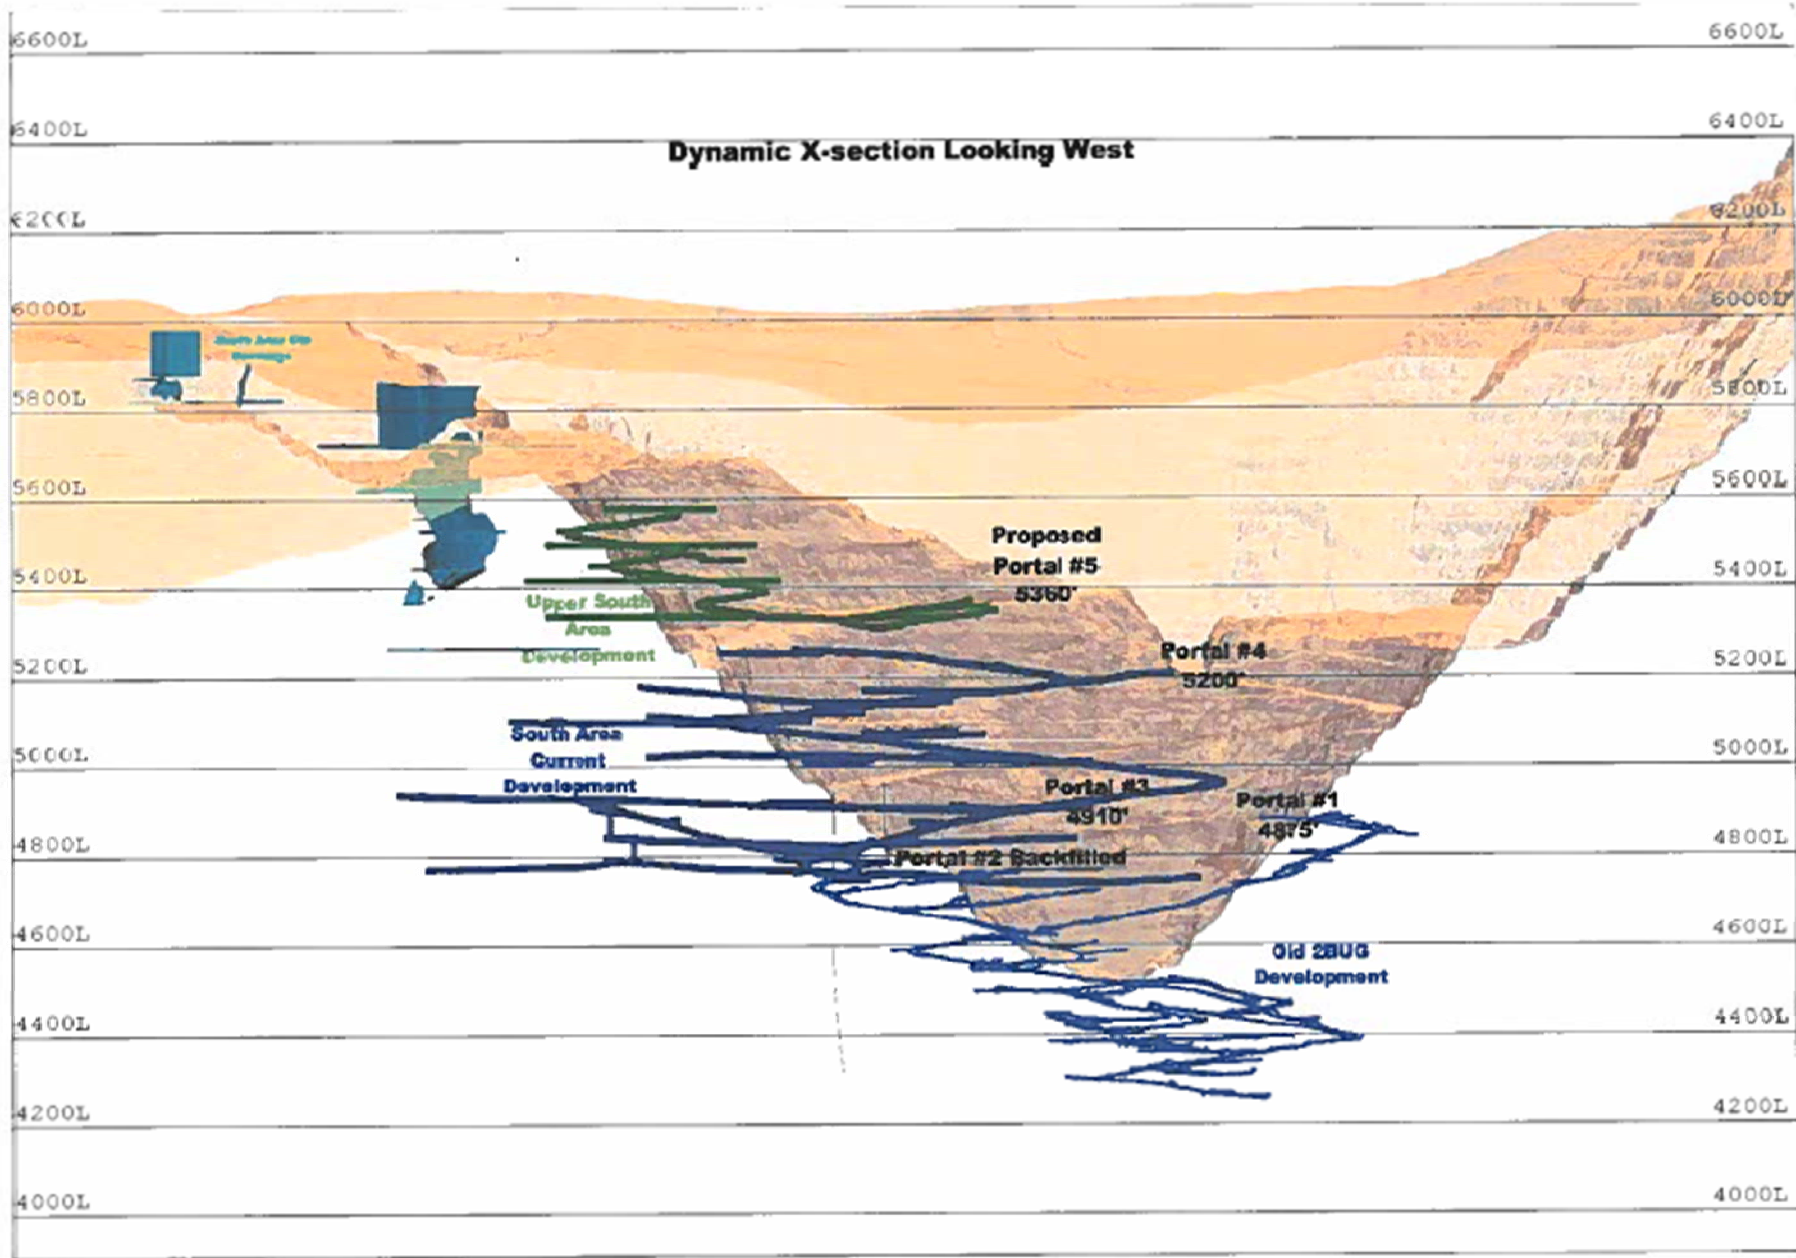 6600L 6600L
6400L 6400L
Dynamic X-section Looking West
6200L 6200L
6000L 6000L
5800L 5800L
5600L 5600L
Proposed
Portal #5
5360'
5400L 5400L
Upper South
Area
Development
Portal #4
5200'
5200L 5200L
South Area
Current
Development
5000L 5000L
Portal #3
4910'
Portal #1
4875'
4800L 4800L
Portal #2 Backfilled
4600L 4600L
Old 2BUG
Development
4400L 4400L
4200L 4200L
4000L 4000L